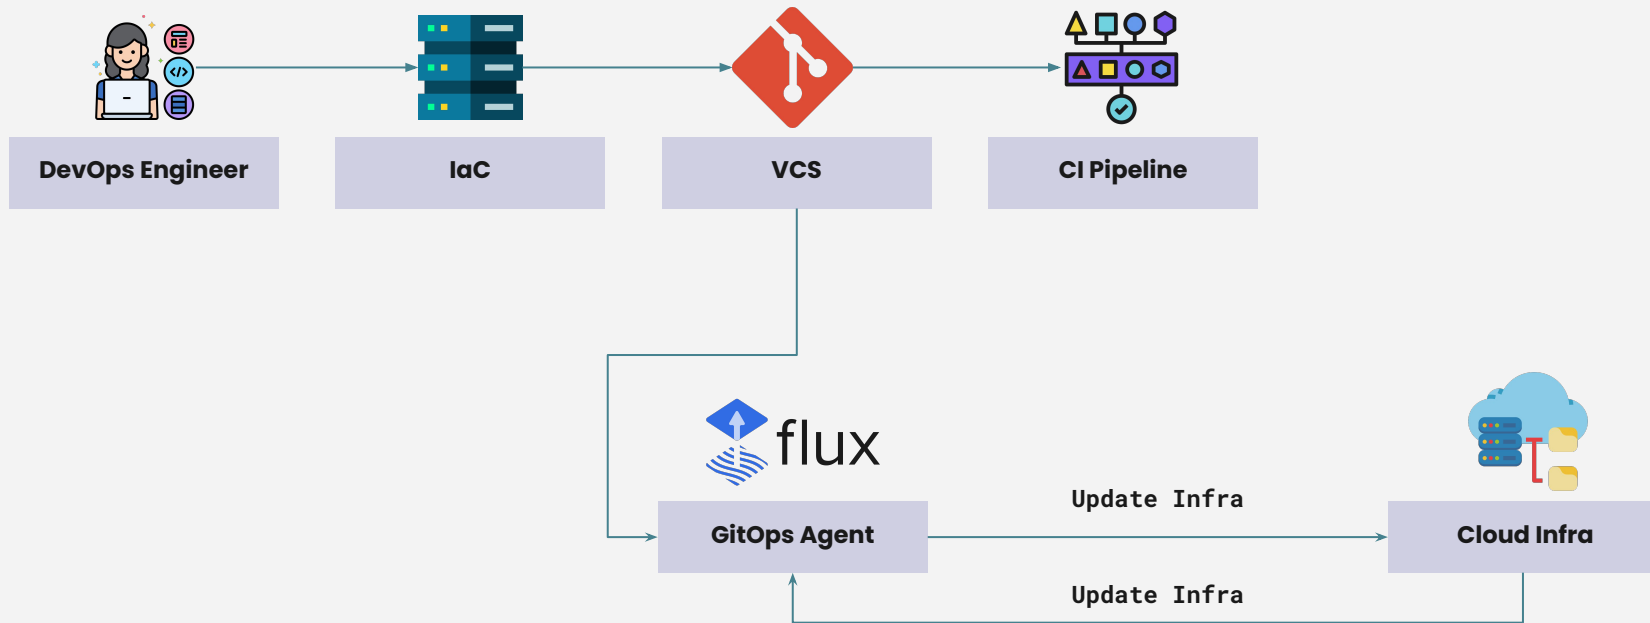 DevOps Engineer
IaC
VCS
CI Pipeline
flux
Update Infra
GitOps Agent
Cloud Infra
Update Infra